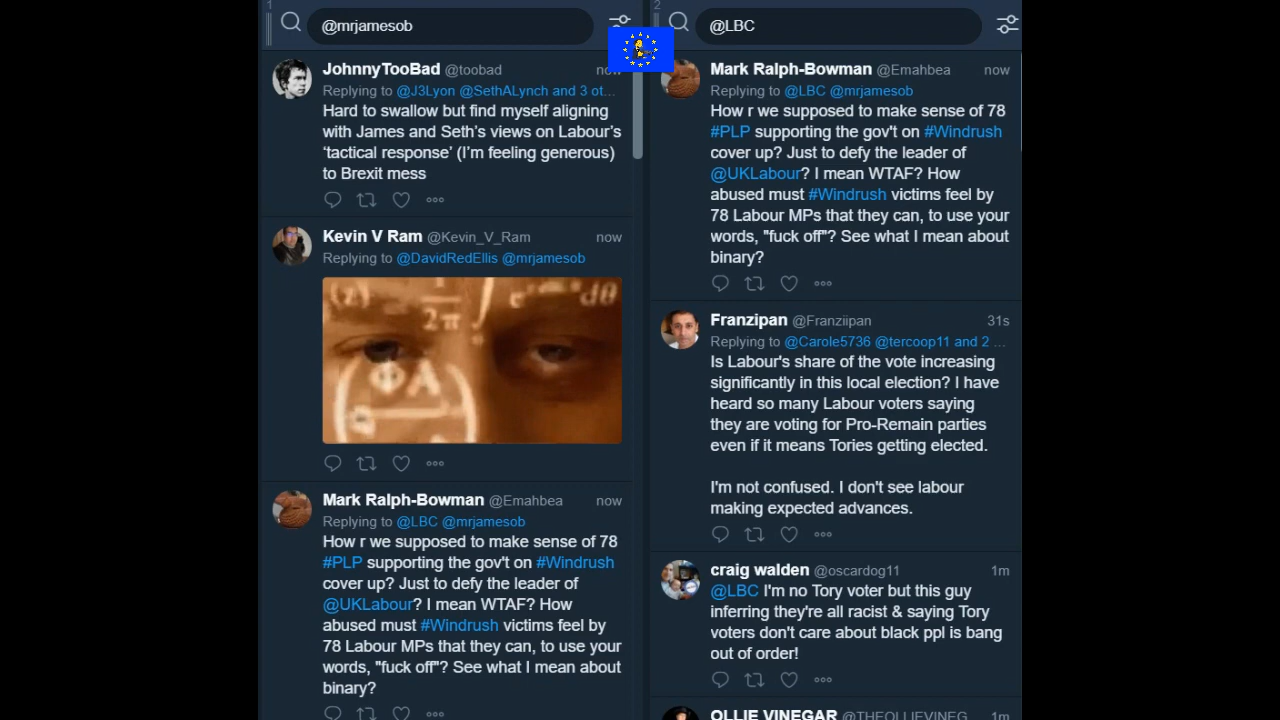 1
@mrjamesob
JohnnyTooBad @toobad now
Replying to @J3Lyon @SethALynch and 3 ot...
Hard to swallow but find myself aligning
with James and Seth's views on Labour's
‘tactical response’ (I'm feeling generous)
to Brexit mess
Kevin V Ram @Kevin_V_Ram now
Replying to @DavidRedEllis @mrjamesob
Mark Ralph-Bowman @Emahbea now
Replying to @LBC @mrjamesob
How r we supposed to make sense of 78
#PLP supporting the gov't on #Windrush
cover up? Just to defy the leader of
@UKLabour? I mean WTAF? How
abused must #Windrush victims feel by
78 Labour MPs that they can, to use your
words, "fuck off"? See what I mean about
binary?
2
@LBC
Mark Ralph-Bowman @Emahbea now
Replying to @LBC @mrjamesob
How r we supposed to make sense of 78
#PLP supporting the gov't on #Windrush
cover up? Just to defy the leader of
@UKLabour? I mean WTAF? How
abused must #Windrush victims feel by
78 Labour MPs that they can, to use your
words, "fuck off"? See what I mean about
binary?
Franzipan @Franziipan 31s
Replying to @Carole5736 @tercoop11 and 2 ...
Is Labour's share of the vote increasing
significantly in this local election? I have
heard so many Labour voters saying
they are voting for Pro-Remain parties
even if it means Tories getting elected.
I'm not confused. I don't see labour
making expected advances.
craig walden @oscardog11 1m
@LBC I'm no Tory voter but this guy
inferring they're all racist & saying Tory
voters don't care about black ppl is bang
out of order!
OLLIE VINEGAR @THEOLLIEVINEG 1m